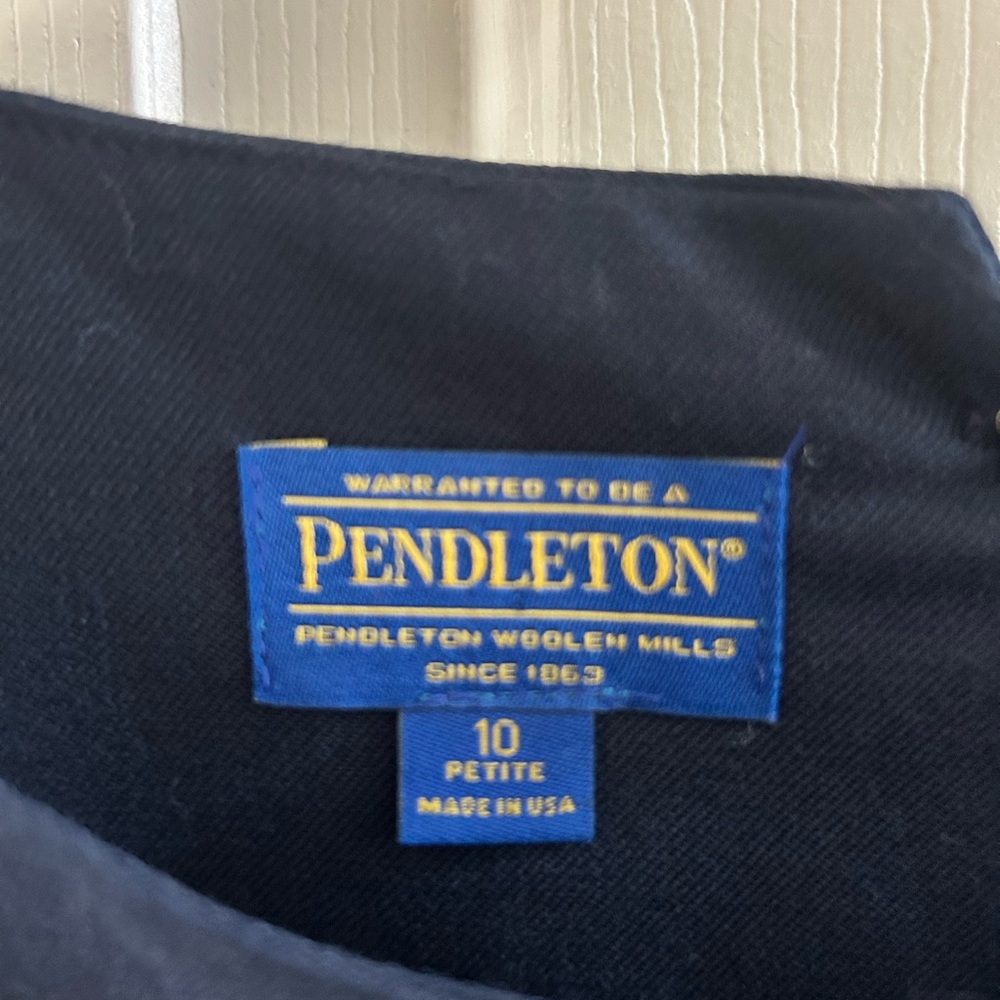 WARRANTED TO BE A
PENDLETON®
PENDLETON WOOLEN MILLS
SINCE 1863
10
PETITE
MADE IN USA